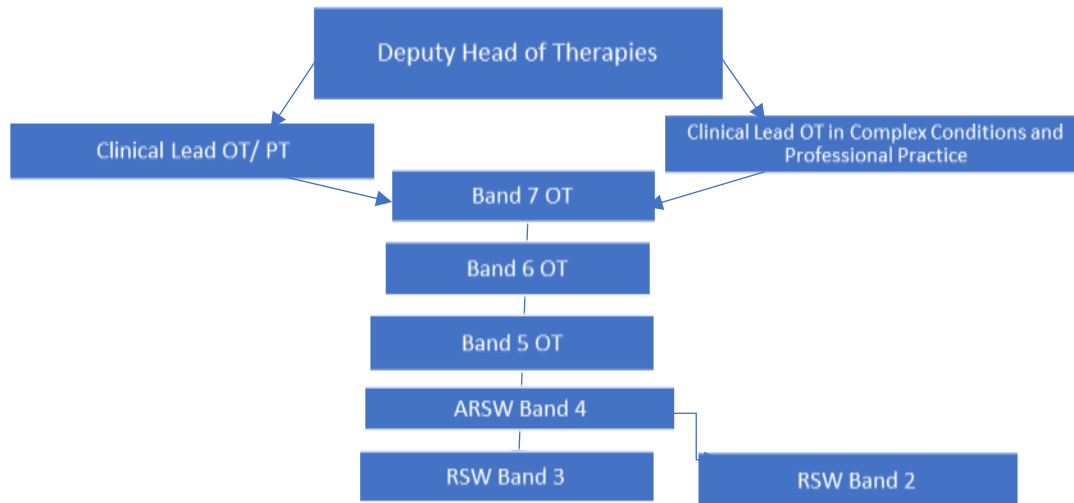 Deputy Head of Therapies
Clinical Lead OT/ PT
Clinical Lead OT in Complex Conditions and
Professional Practice
Band 7 OT
Band 6 OT
Band 5 OT
ARSW Band 4
RSW Band 3
RSW Band 2